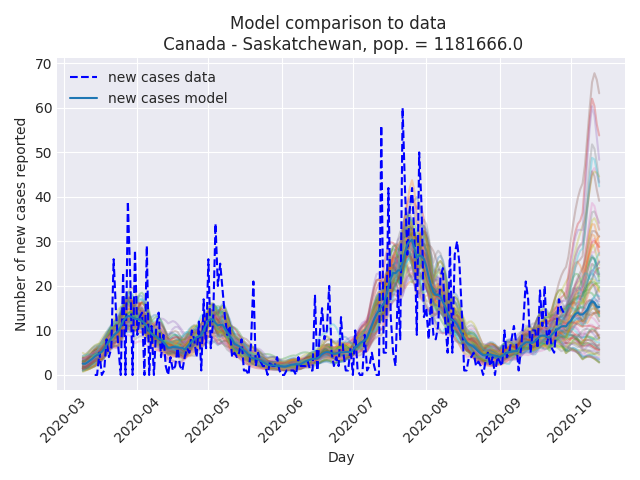 Model comparison to data
Canada - Saskatchewan, pop. = 1181666.0
new cases data
new cases model
Number of new cases reported
70
60
50
40
30
20
10
0
2020-03
2020-04
2020-05
2020-06
2020-07
2020-08
2020-09
2020-10
Day